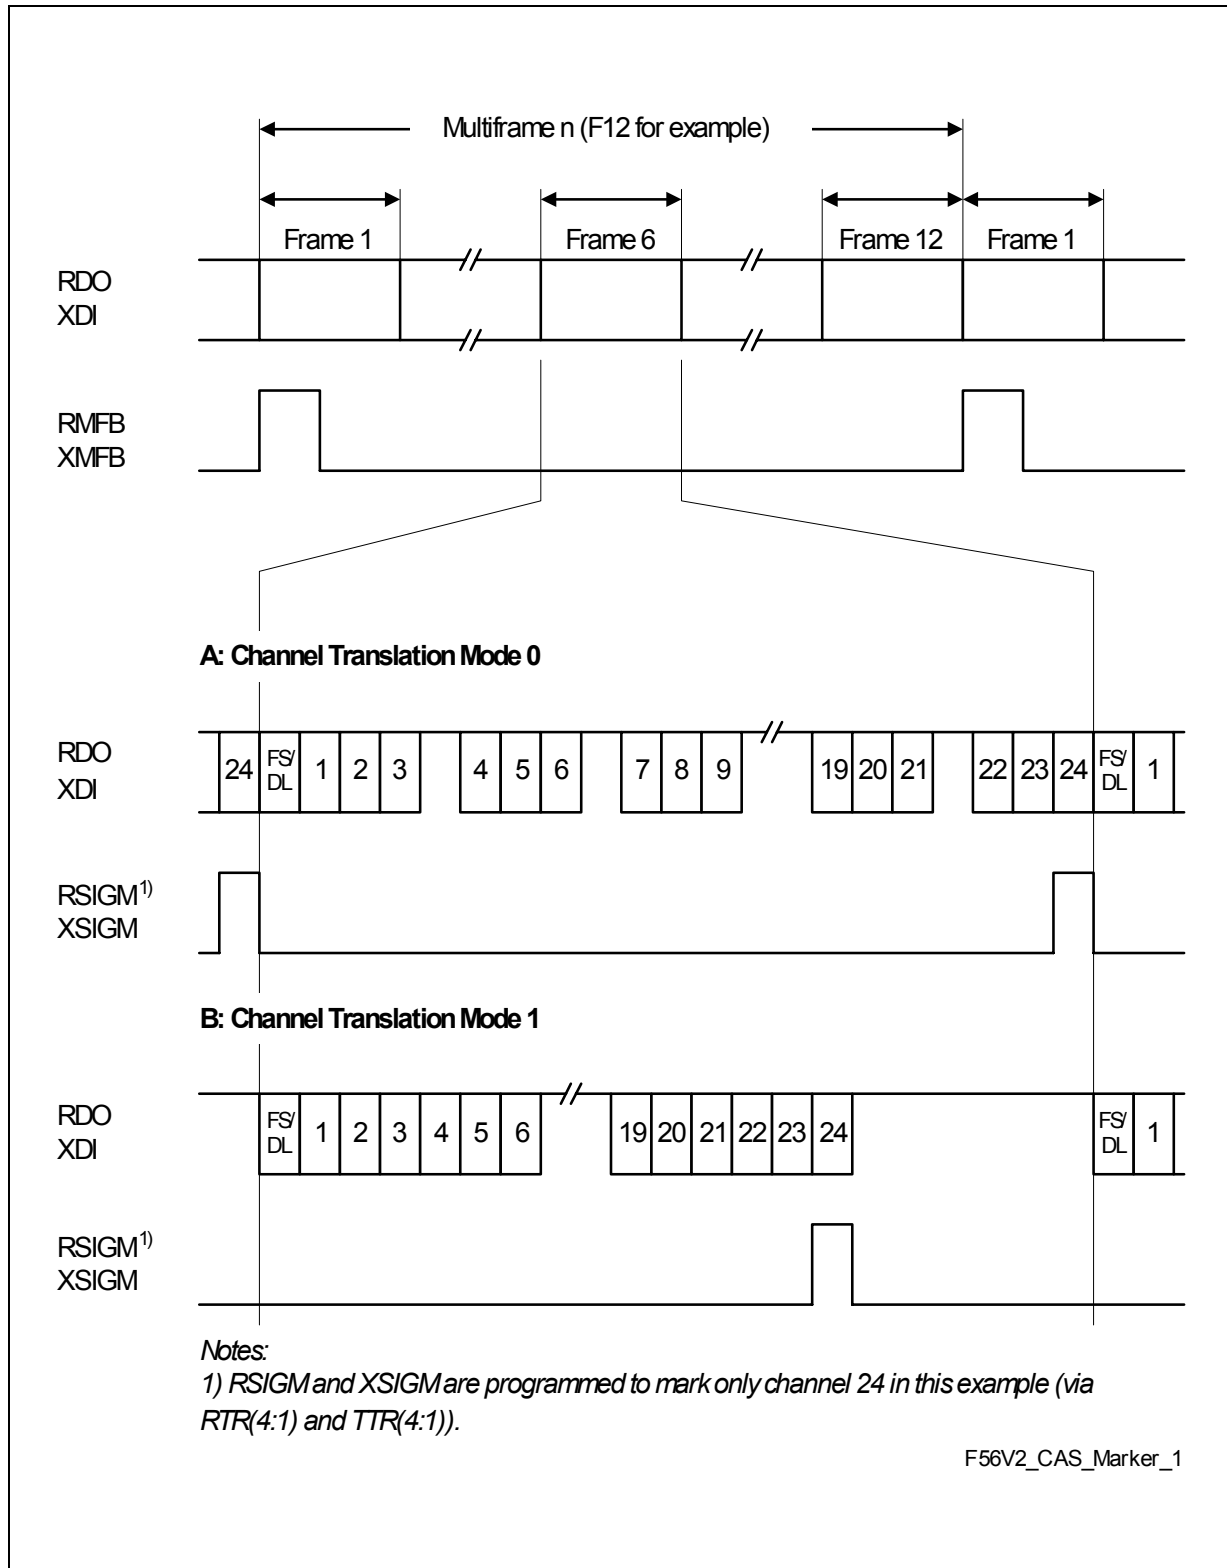 Multiframe n (F12 for example)
Frame 1 Frame 6 Frame 12 Frame 1
RDO
XDI
RMFB
XMFB
A: Channel Translation Mode 0
RDO
XDI
24 FS/DL 1 2 3 4 5 6 7 8 9 19 20 21 22 23 24 FS/DL 1
RSIGM1)
XSIGM
B: Channel Translation Mode 1
RDO
XDI
FS/DL 1 2 3 4 5 6 19 20 21 22 23 24 FS/DL 1
RSIGM1)
XSIGM
Notes:
1) RSIGM and XSIGM are programmed to mark only channel 24 in this example (via
RTR(4:1) and TTR(4:1)).
F56V2_CAS_Marker_1